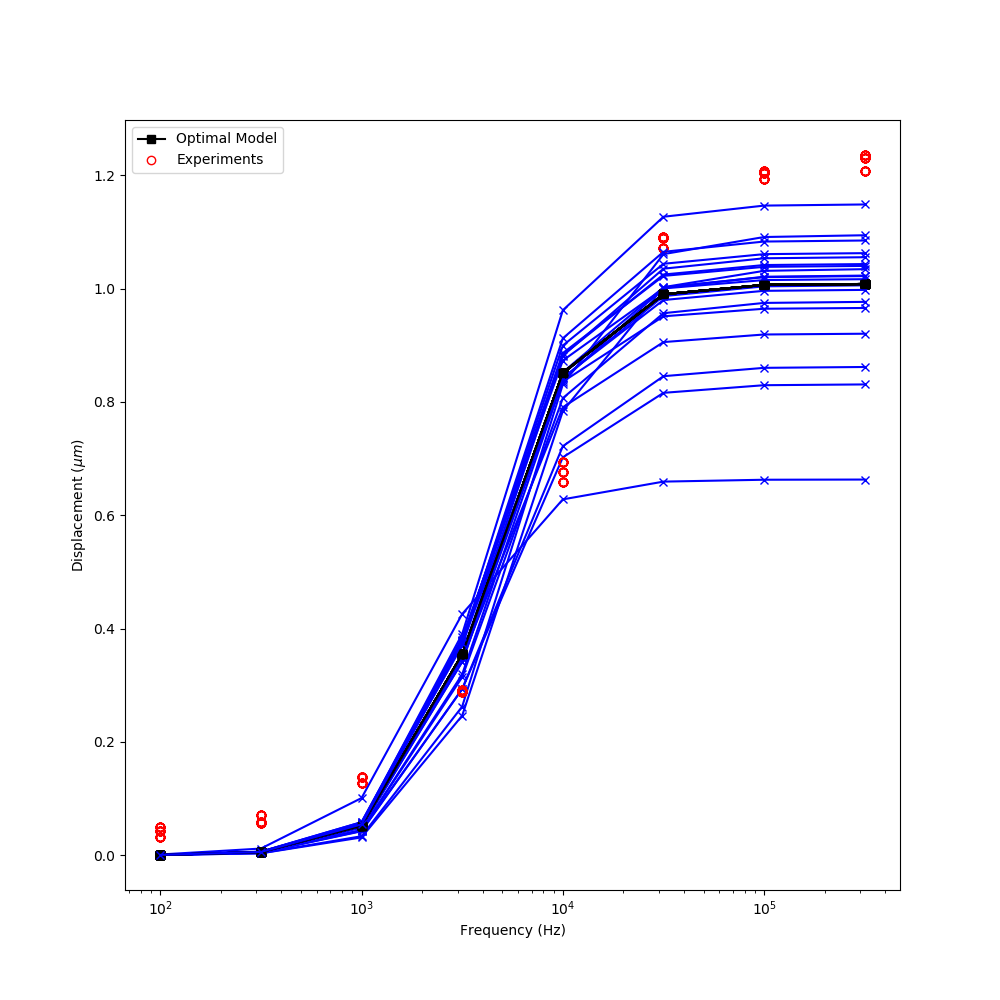 Optimal Model
Experiments
1.2
1.0
0.8
0.6
0.4
0.2
0.0
Displacement (μm)
10² 10³ 10⁴ 10⁵
Frequency (Hz)